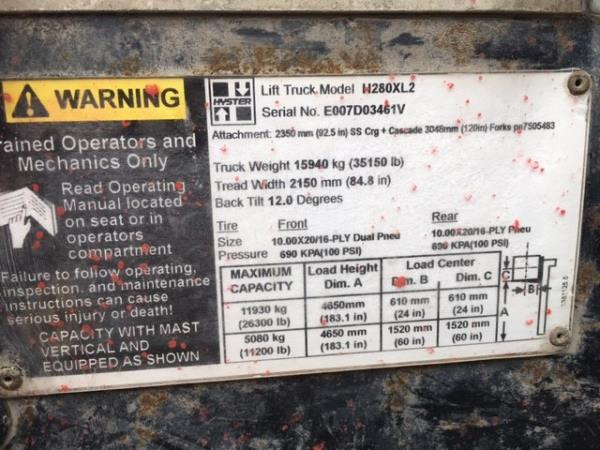 WARNING
rained Operators and
Mechanics Only
Read Operating
Manual located
on seat or in
operators
compartment
Failure to follow operating,
inspection, and maintenance
instructions can cause
serious injury or death!
CAPACITY WITH MAST
VERTICAL AND
EQUIPPED AS SHOWN
HYSTER
Lift Truck Model H280XL2
Serial No. E007D03461V
Attachment: 2350 mm (92.5 in) SS Crg + Cascade 3048mm (120in) Forks pn7505483
Truck Weight 15940 kg (35150 lb)
Tread Width 2150 mm (84.8 in)
Back Tilt 12.0 Degrees
Tire Front Rear
Size 10.00X20/16-PLY Dual Pneu 10.00X20/16-PLY Pneu
Pressure 690 KPA(100 PSI) 690 KPA(100 PSI)
MAXIMUM CAPACITY Load Height Dim. A Load Center Dim. B Dim. C
11930 kg 4650mm 610 mm 610 mm
(26300 lb) (183.1 in) (24 in) (24 in)
5080 kg 4650 mm 1520 mm 1520 mm
(11200 lb) (183.1 in) (60 in) (60 in)
C
B
A